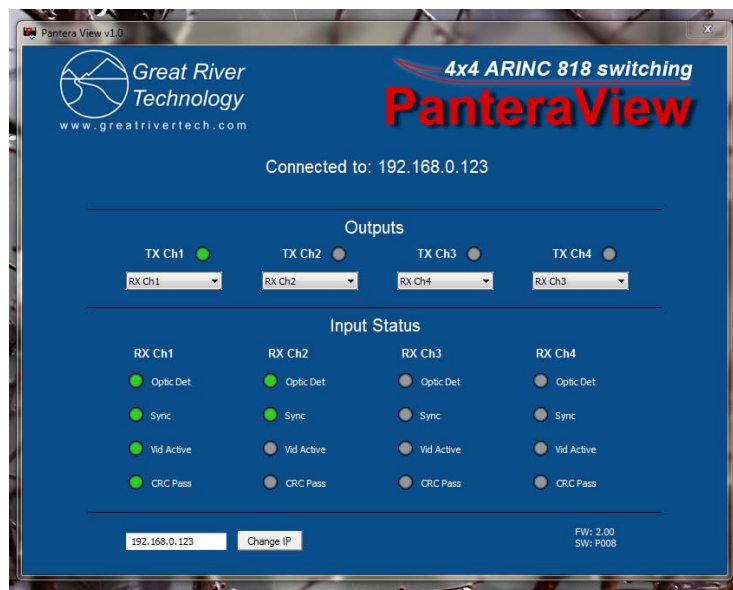 Pantera View v1.0
x
Great River
Technology
www.greatrivertech.com
4x4 ARINC 818 switching
PanteraView
Connected to: 192.168.0.123
Outputs
TX Ch1 TX Ch2 TX Ch3 TX Ch4
RX Ch1 RX Ch2 RX Ch4 RX Ch3
Input Status
RX Ch1 RX Ch2 RX Ch3 RX Ch4
Optic Det Optic Det Optic Det Optic Det
Sync Sync Sync Sync
Vid Active Vid Active Vid Active Vid Active
CRC Pass CRC Pass CRC Pass CRC Pass
192.168.0.123 Change IP
FW: 2.00
SW: P008